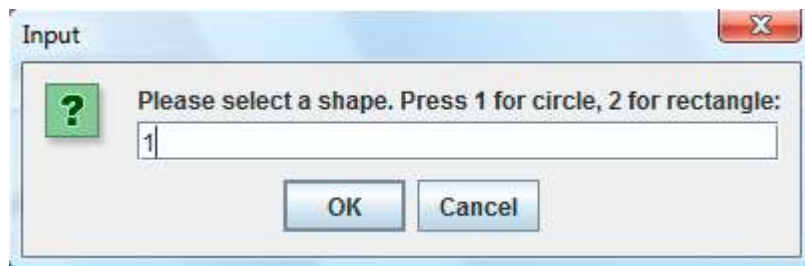 Input
Please select a shape. Press 1 for circle, 2 for rectangle:
1
OK Cancel